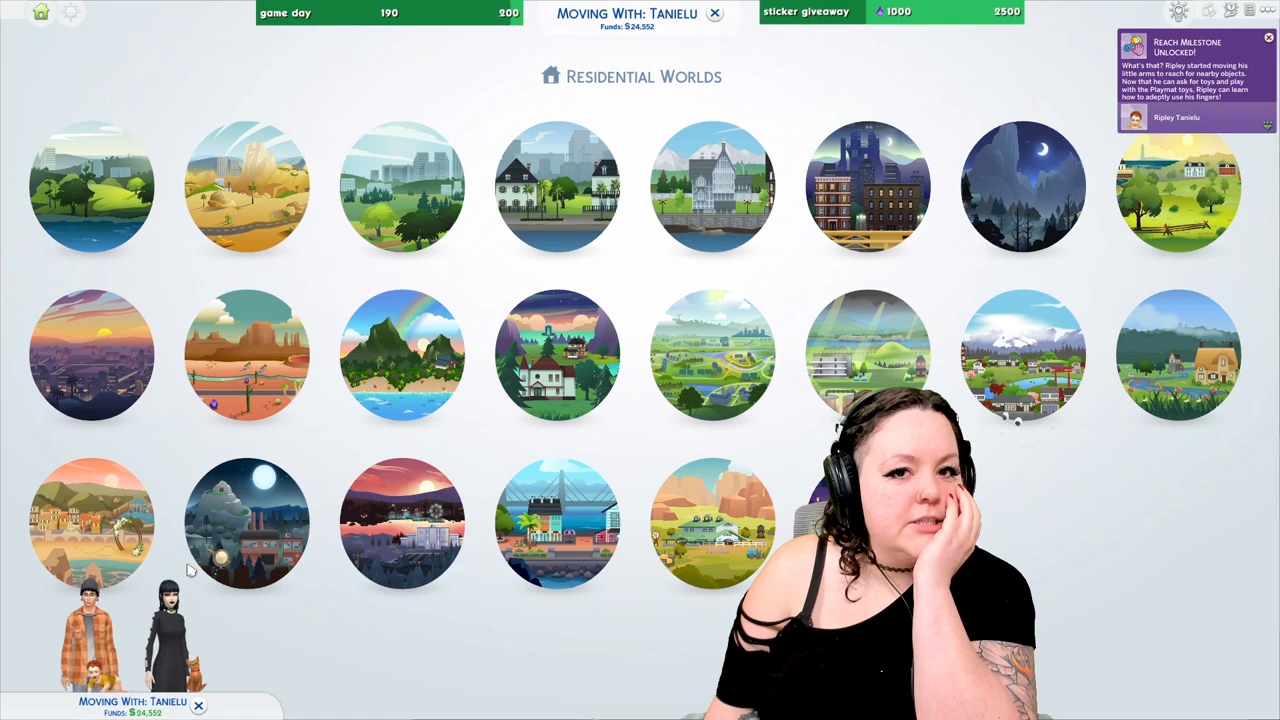 game day 190 200
MOVING WITH: TANIELU
Funds: $24,552
sticker giveaway 1000 2500
RESIDENTIAL WORLDS
REACH MILESTONE
UNLOCKED!
What's that? Ripley started moving his
little arms to reach for nearby objects.
Now that he can ask for toys and play
with the Playmat toys, Ripley can learn
how to adeptly use his fingers!
Ripley Tanielu
MOVING WITH: TANIELU
FUNDS: $24,552